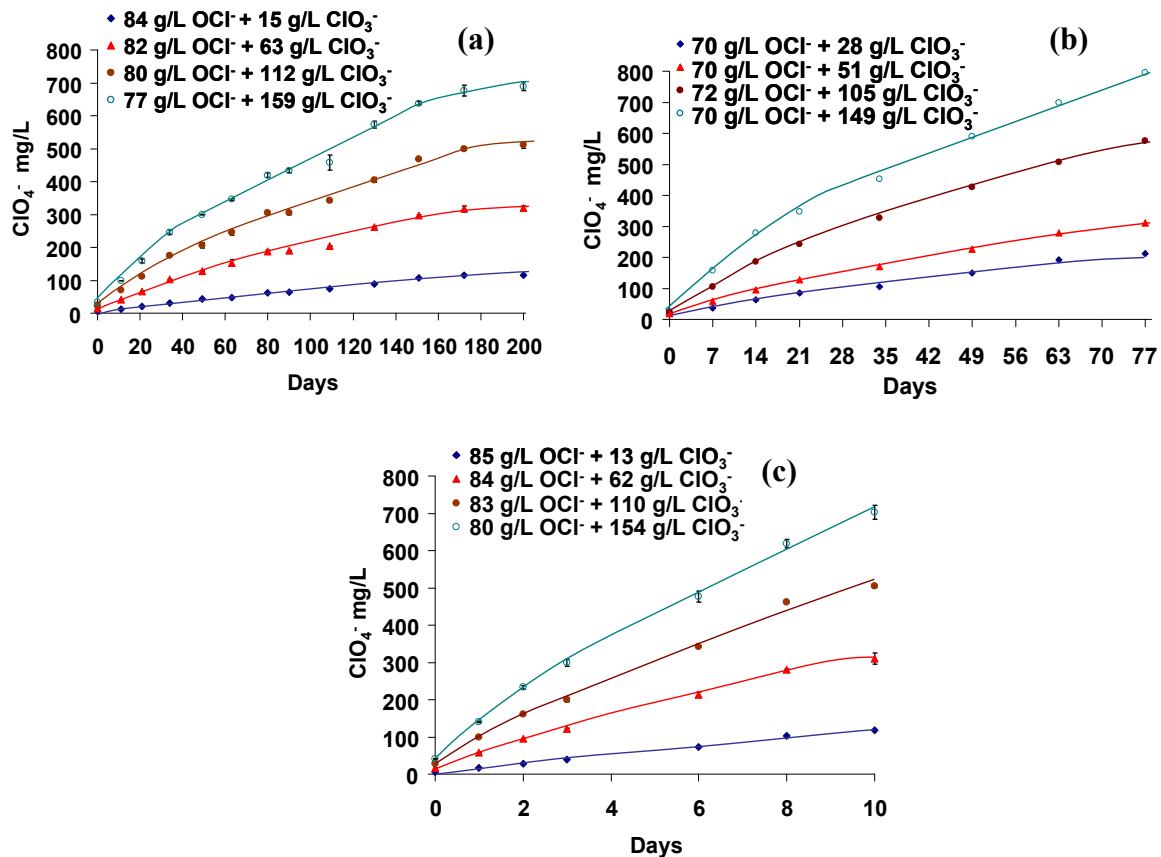 84 g/L OCl⁻ + 15 g/L ClO₃⁻
82 g/L OCl⁻ + 63 g/L ClO₃⁻
80 g/L OCl⁻ + 112 g/L ClO₃⁻
77 g/L OCl⁻ + 159 g/L ClO₃⁻
(a)
ClO₄⁻ mg/L
800
700
600
500
400
300
200
100
0
0 20 40 60 80 100 120 140 160 180 200
Days
70 g/L OCl⁻ + 28 g/L ClO₃⁻
70 g/L OCl⁻ + 51 g/L ClO₃⁻
72 g/L OCl⁻ + 105 g/L ClO₃⁻
70 g/L OCl⁻ + 149 g/L ClO₃⁻
(b)
ClO₄⁻ mg/L
800
700
600
500
400
300
200
100
0
0 7 14 21 28 35 42 49 56 63 70 77
Days
85 g/L OCl⁻ + 13 g/L ClO₃⁻
84 g/L OCl⁻ + 62 g/L ClO₃⁻
83 g/L OCl⁻ + 110 g/L ClO₃⁻
80 g/L OCl⁻ + 154 g/L ClO₃⁻
(c)
ClO₄⁻ mg/L
800
700
600
500
400
300
200
100
0
0 2 4 6 8 10
Days